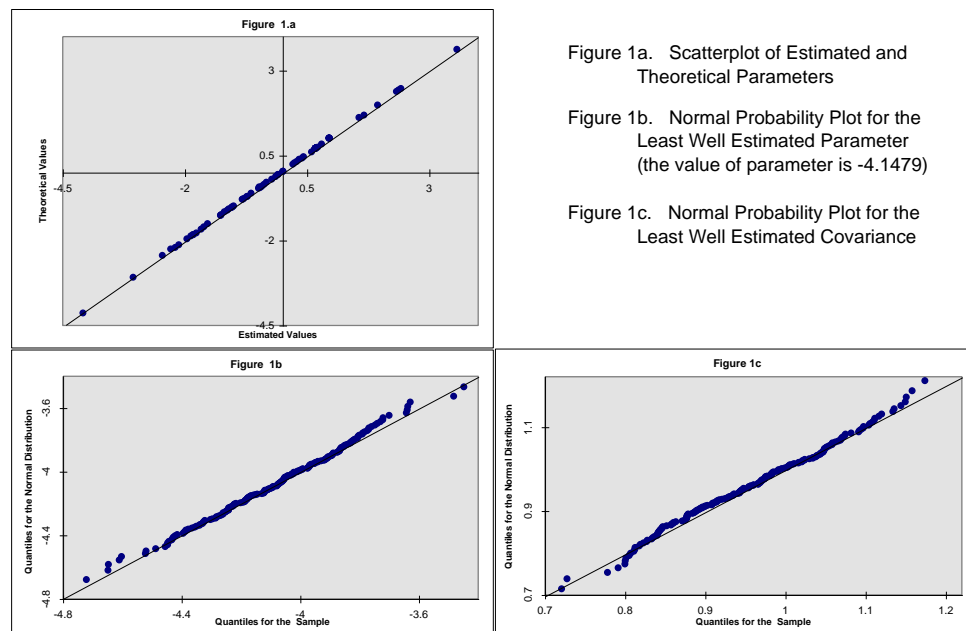 Figure 1.a
3
0.5
-4.5
-2
0.5
3
-2
-4.5
Theoretical Values
Estimated Values
Figure 1a. Scatterplot of Estimated and
Theoretical Parameters
Figure 1b. Normal Probability Plot for the
Least Well Estimated Parameter
(the value of parameter is -4.1479)
Figure 1c. Normal Probability Plot for the
Least Well Estimated Covariance
Figure 1b
Quantiles for the Normal Distribution
-3.6
-4
-4.4
-4.8
-4.8
-4.4
-4
-3.6
Quantiles for the Sample
Figure 1c
Quantiles for the Normal Distribution
1.1
0.9
0.7
0.7
0.8
0.9
1
1.1
1.2
Quantiles for the Sample